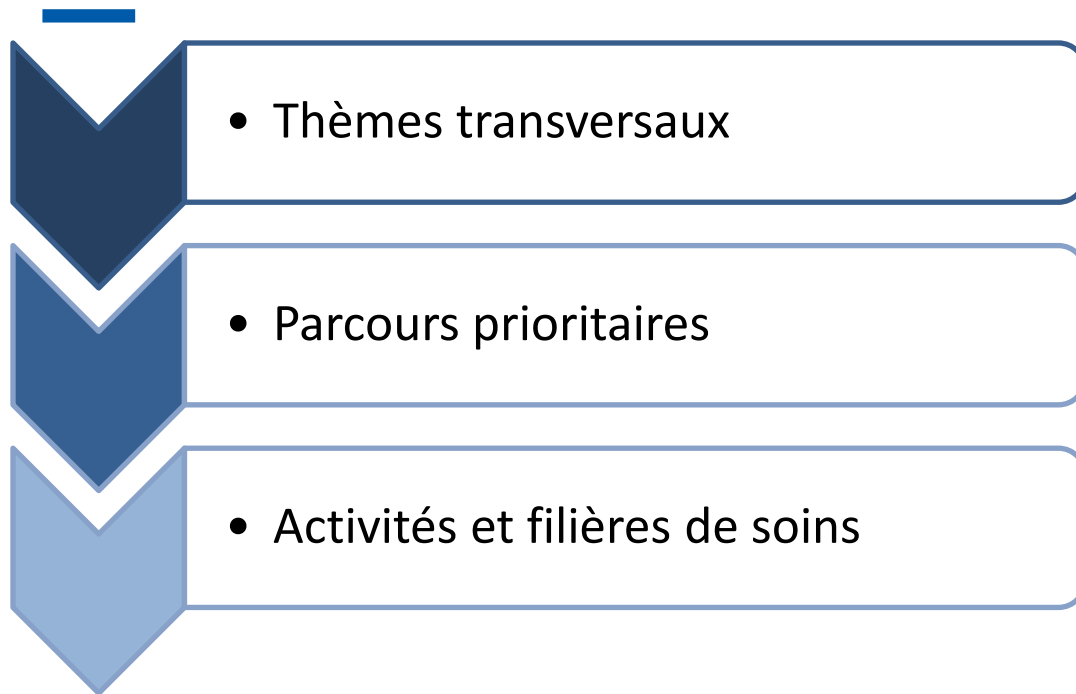 • Thèmes transversaux
• Parcours prioritaires
• Activités et filières de soins